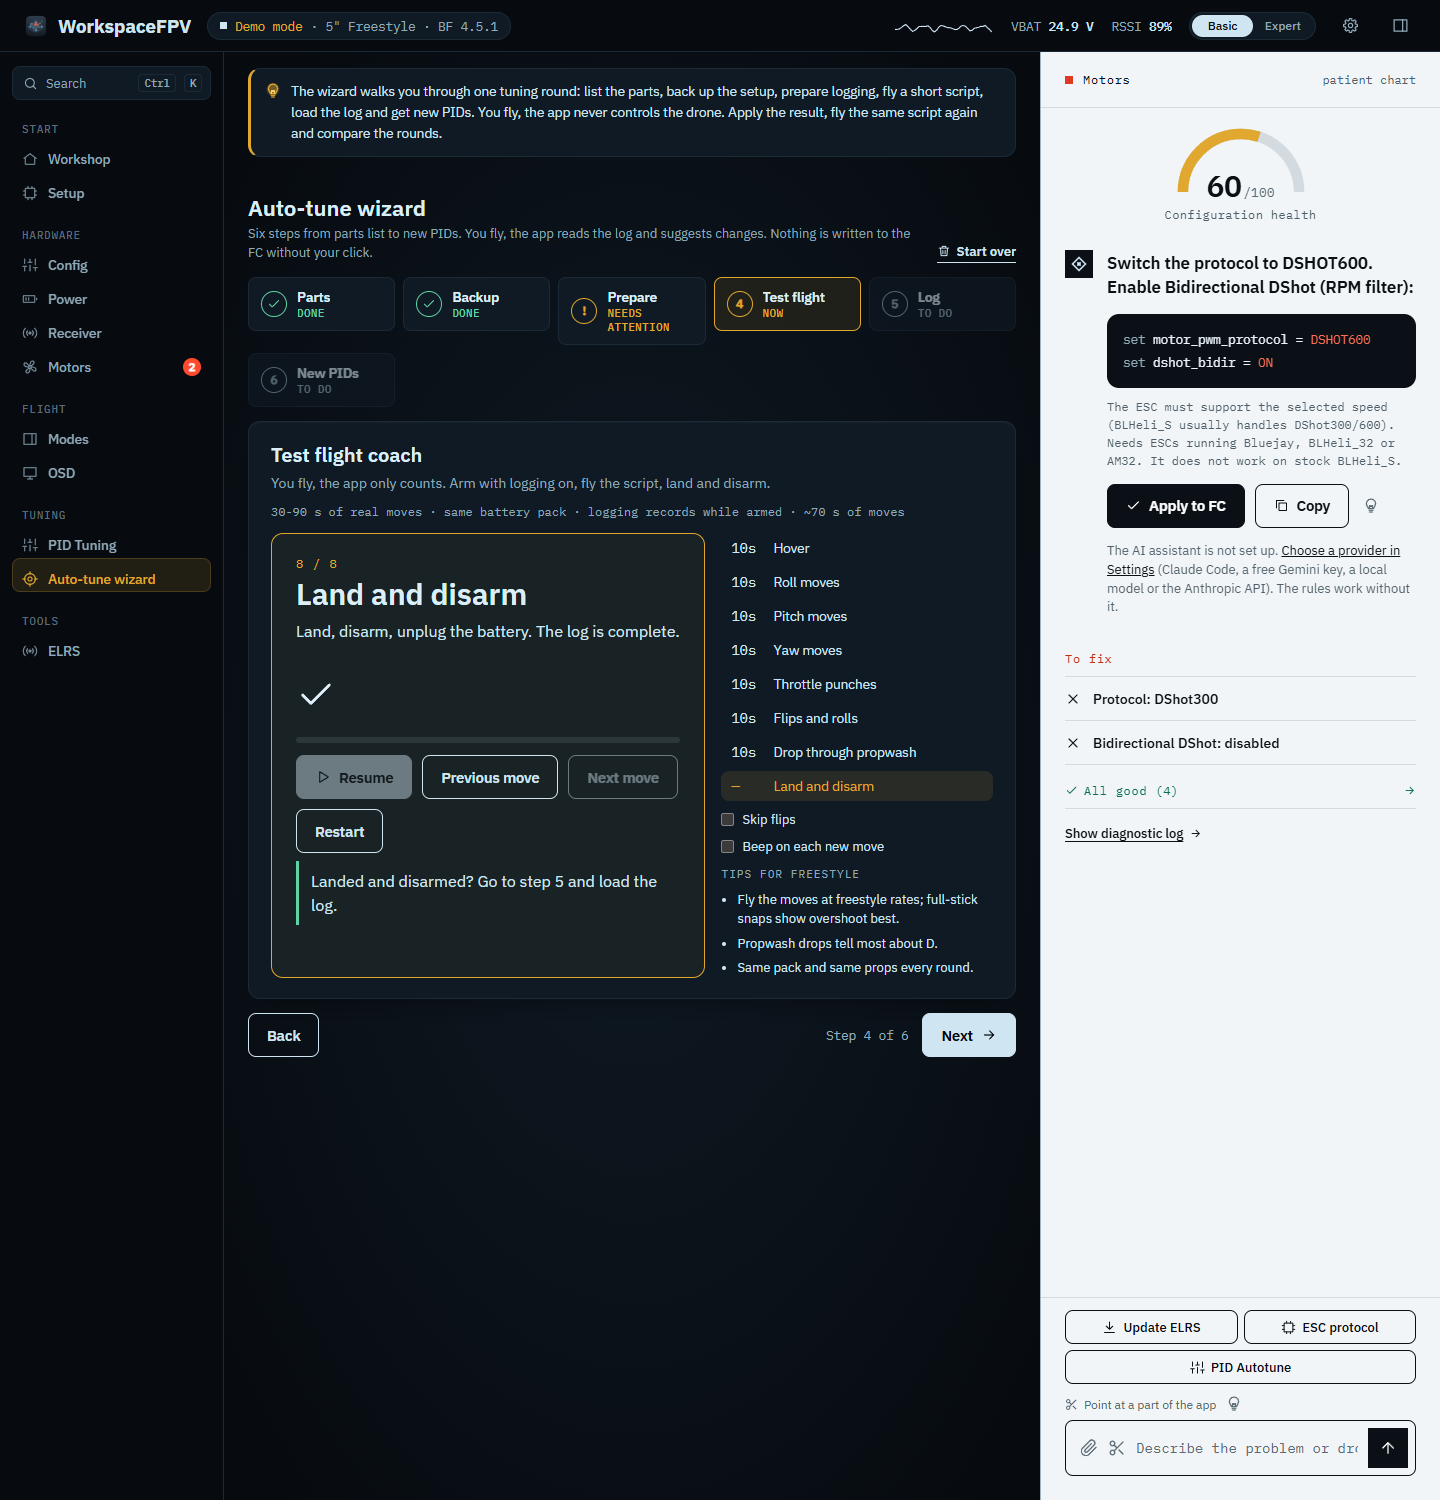 WorkspaceFPV
Demo mode · 5" Freestyle · BF 4.5.1
VBAT 24.9 V
RSSI 89%
Basic
Expert
Search
Ctrl
K
START
Workshop
Setup
HARDWARE
Config
Power
Receiver
Motors
2
FLIGHT
Modes
OSD
TUNING
PID Tuning
Auto-tune wizard
TOOLS
ELRS
The wizard walks you through one tuning round: list the parts, back up the setup, prepare logging, fly a short script,
load the log and get new PIDs. You fly, the app never controls the drone. Apply the result, fly the same script again
and compare the rounds.
Auto-tune wizard
Six steps from parts list to new PIDs. You fly, the app reads the log and suggests changes. Nothing is written to the
FC without your click.
Start over
Parts
DONE
Backup
DONE
!
Prepare
NEEDS
ATTENTION
4
Test flight
NOW
5
Log
TO DO
6
New PIDs
TO DO
Test flight coach
You fly, the app only counts. Arm with logging on, fly the script, land and disarm.
30-90 s of real moves · same battery pack · logging records while armed · ~70 s of moves
8 / 8
Land and disarm
Land, disarm, unplug the battery. The log is complete.
Resume
Previous move
Next move
Restart
Landed and disarmed? Go to step 5 and load the
log.
10s Hover
10s Roll moves
10s Pitch moves
10s Yaw moves
10s Throttle punches
10s Flips and rolls
10s Drop through propwash
— Land and disarm
Skip flips
Beep on each new move
TIPS FOR FREESTYLE
• Fly the moves at freestyle rates; full-stick
snaps show overshoot best.
• Propwash drops tell most about D.
• Same pack and same props every round.
Back
Step 4 of 6
Next →
Motors
patient chart
60/100
Configuration health
Switch the protocol to DSHOT600.
Enable Bidirectional DShot (RPM filter):
set motor_pwm_protocol = DSHOT600
set dshot_bidir = ON
The ESC must support the selected speed
(BLHeli_S usually handles DShot300/600).
Needs ESCs running Bluejay, BLHeli_32 or
AM32. It does not work on stock BLHeli_S.
Apply to FC
Copy
The AI assistant is not set up. Choose a provider in
Settings (Claude Code, a free Gemini key, a local
model or the Anthropic API). The rules work without
it.
To fix
Protocol: DShot300
Bidirectional DShot: disabled
All good (4) →
Show diagnostic log →
Update ELRS
ESC protocol
PID Autotune
Point at a part of the app
Describe the problem or dro